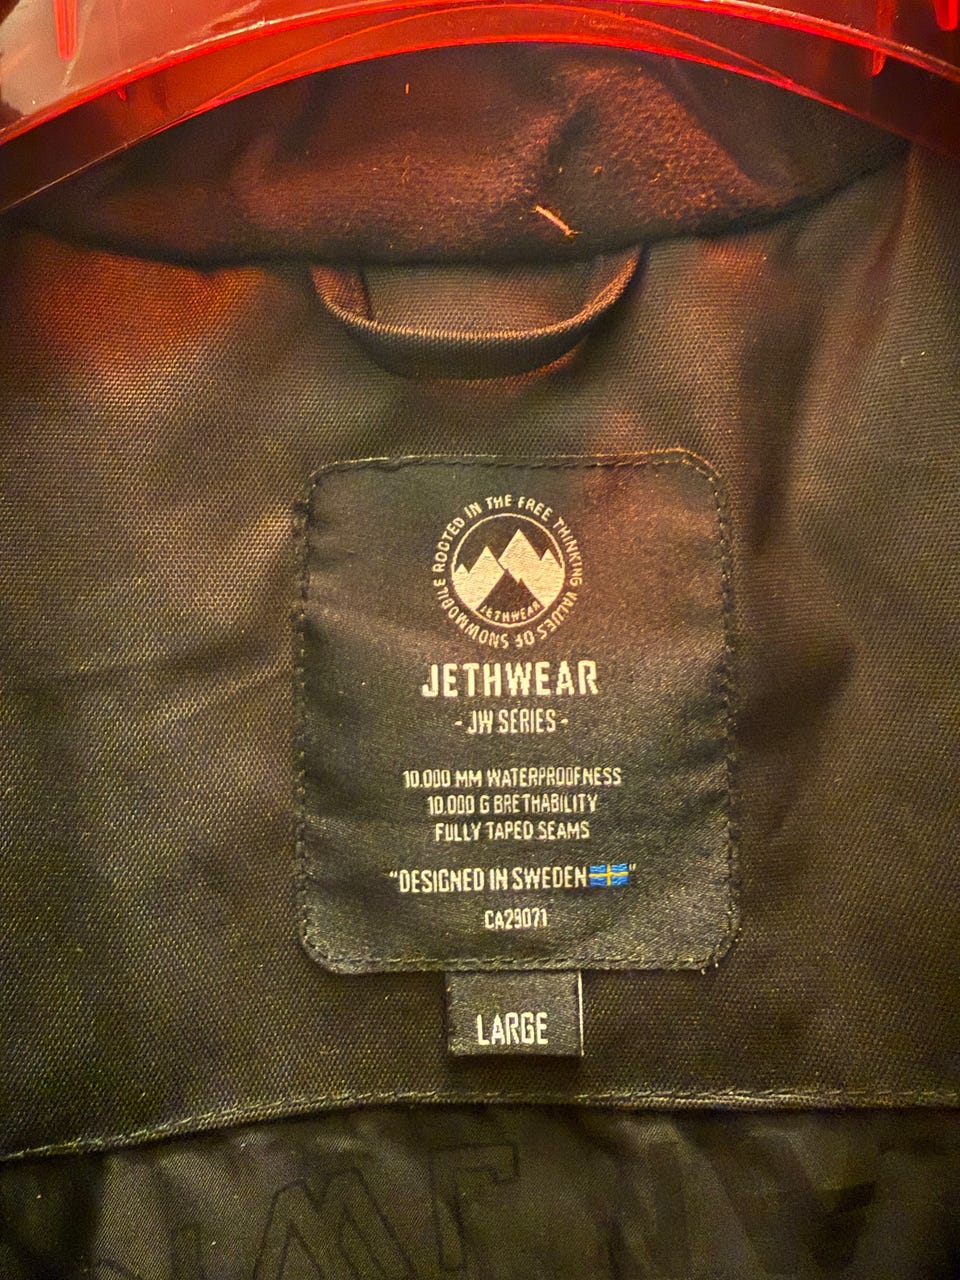 ROOTED IN THE FREE THINKING VALUES OF SNOWMOBILE
JETHWEAR
JETHWEAR
- JW SERIES -
10.000 MM WATERPROOFNESS
10.000 G BRETHABILITY
FULLY TAPED SEAMS
"DESIGNED IN SWEDEN"
CA29071
LARGE